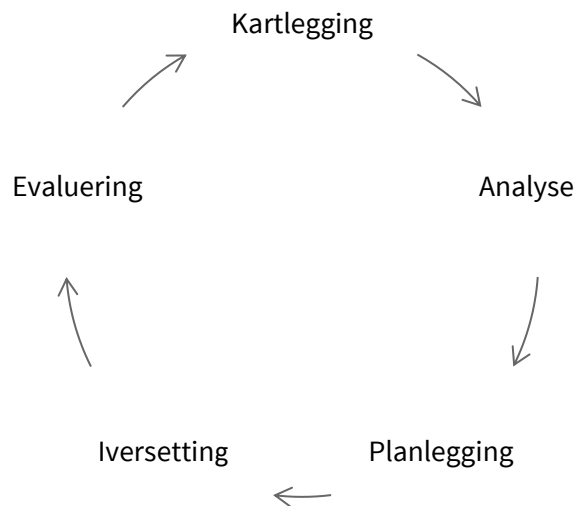 Kartlegging
Analyse
Planlegging
Iversetting
Evaluering